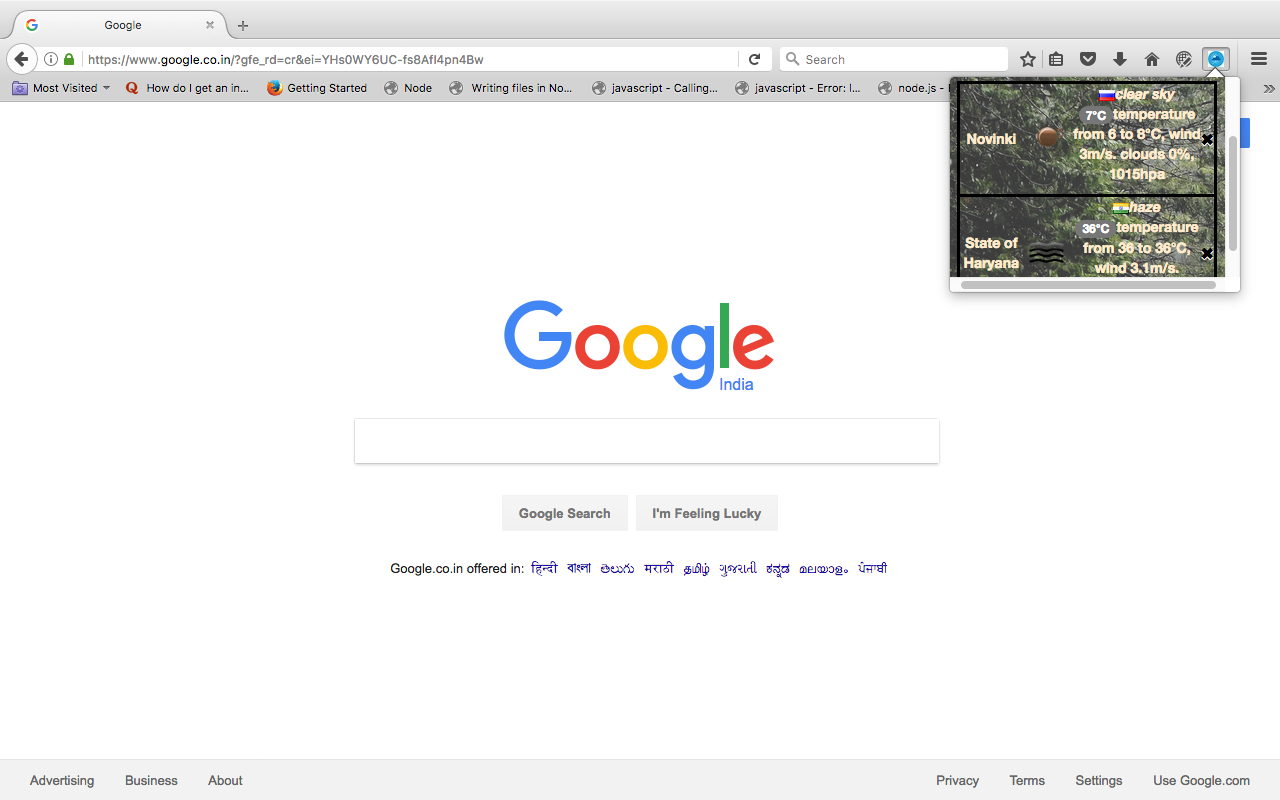 Google
https://www.google.co.in/?gfe_rd=cr&ei=YHs0WY6UC-fs8AfI4pn4Bw
Search
Most Visited
How do I get an in...
Getting Started
Node
Writing files in No...
javascript - Calling...
javascript - Error: l...
node.js -
Novinki
clear sky
7°C temperature
from 6 to 8°C, wind
3m/s. clouds 0%,
1015hpa
State of
Haryana
haze
36°C temperature
from 36 to 36°C,
wind 3.1m/s.
Google
India
Google Search
I'm Feeling Lucky
Google.co.in offered in: हिन्दी বাংলা తెలుగు मराठी தமிழ் ગુજરાતી ಕನ್ನಡ മലയാളം ਪੰਜਾਬੀ
Advertising
Business
About
Privacy
Terms
Settings
Use Google.com